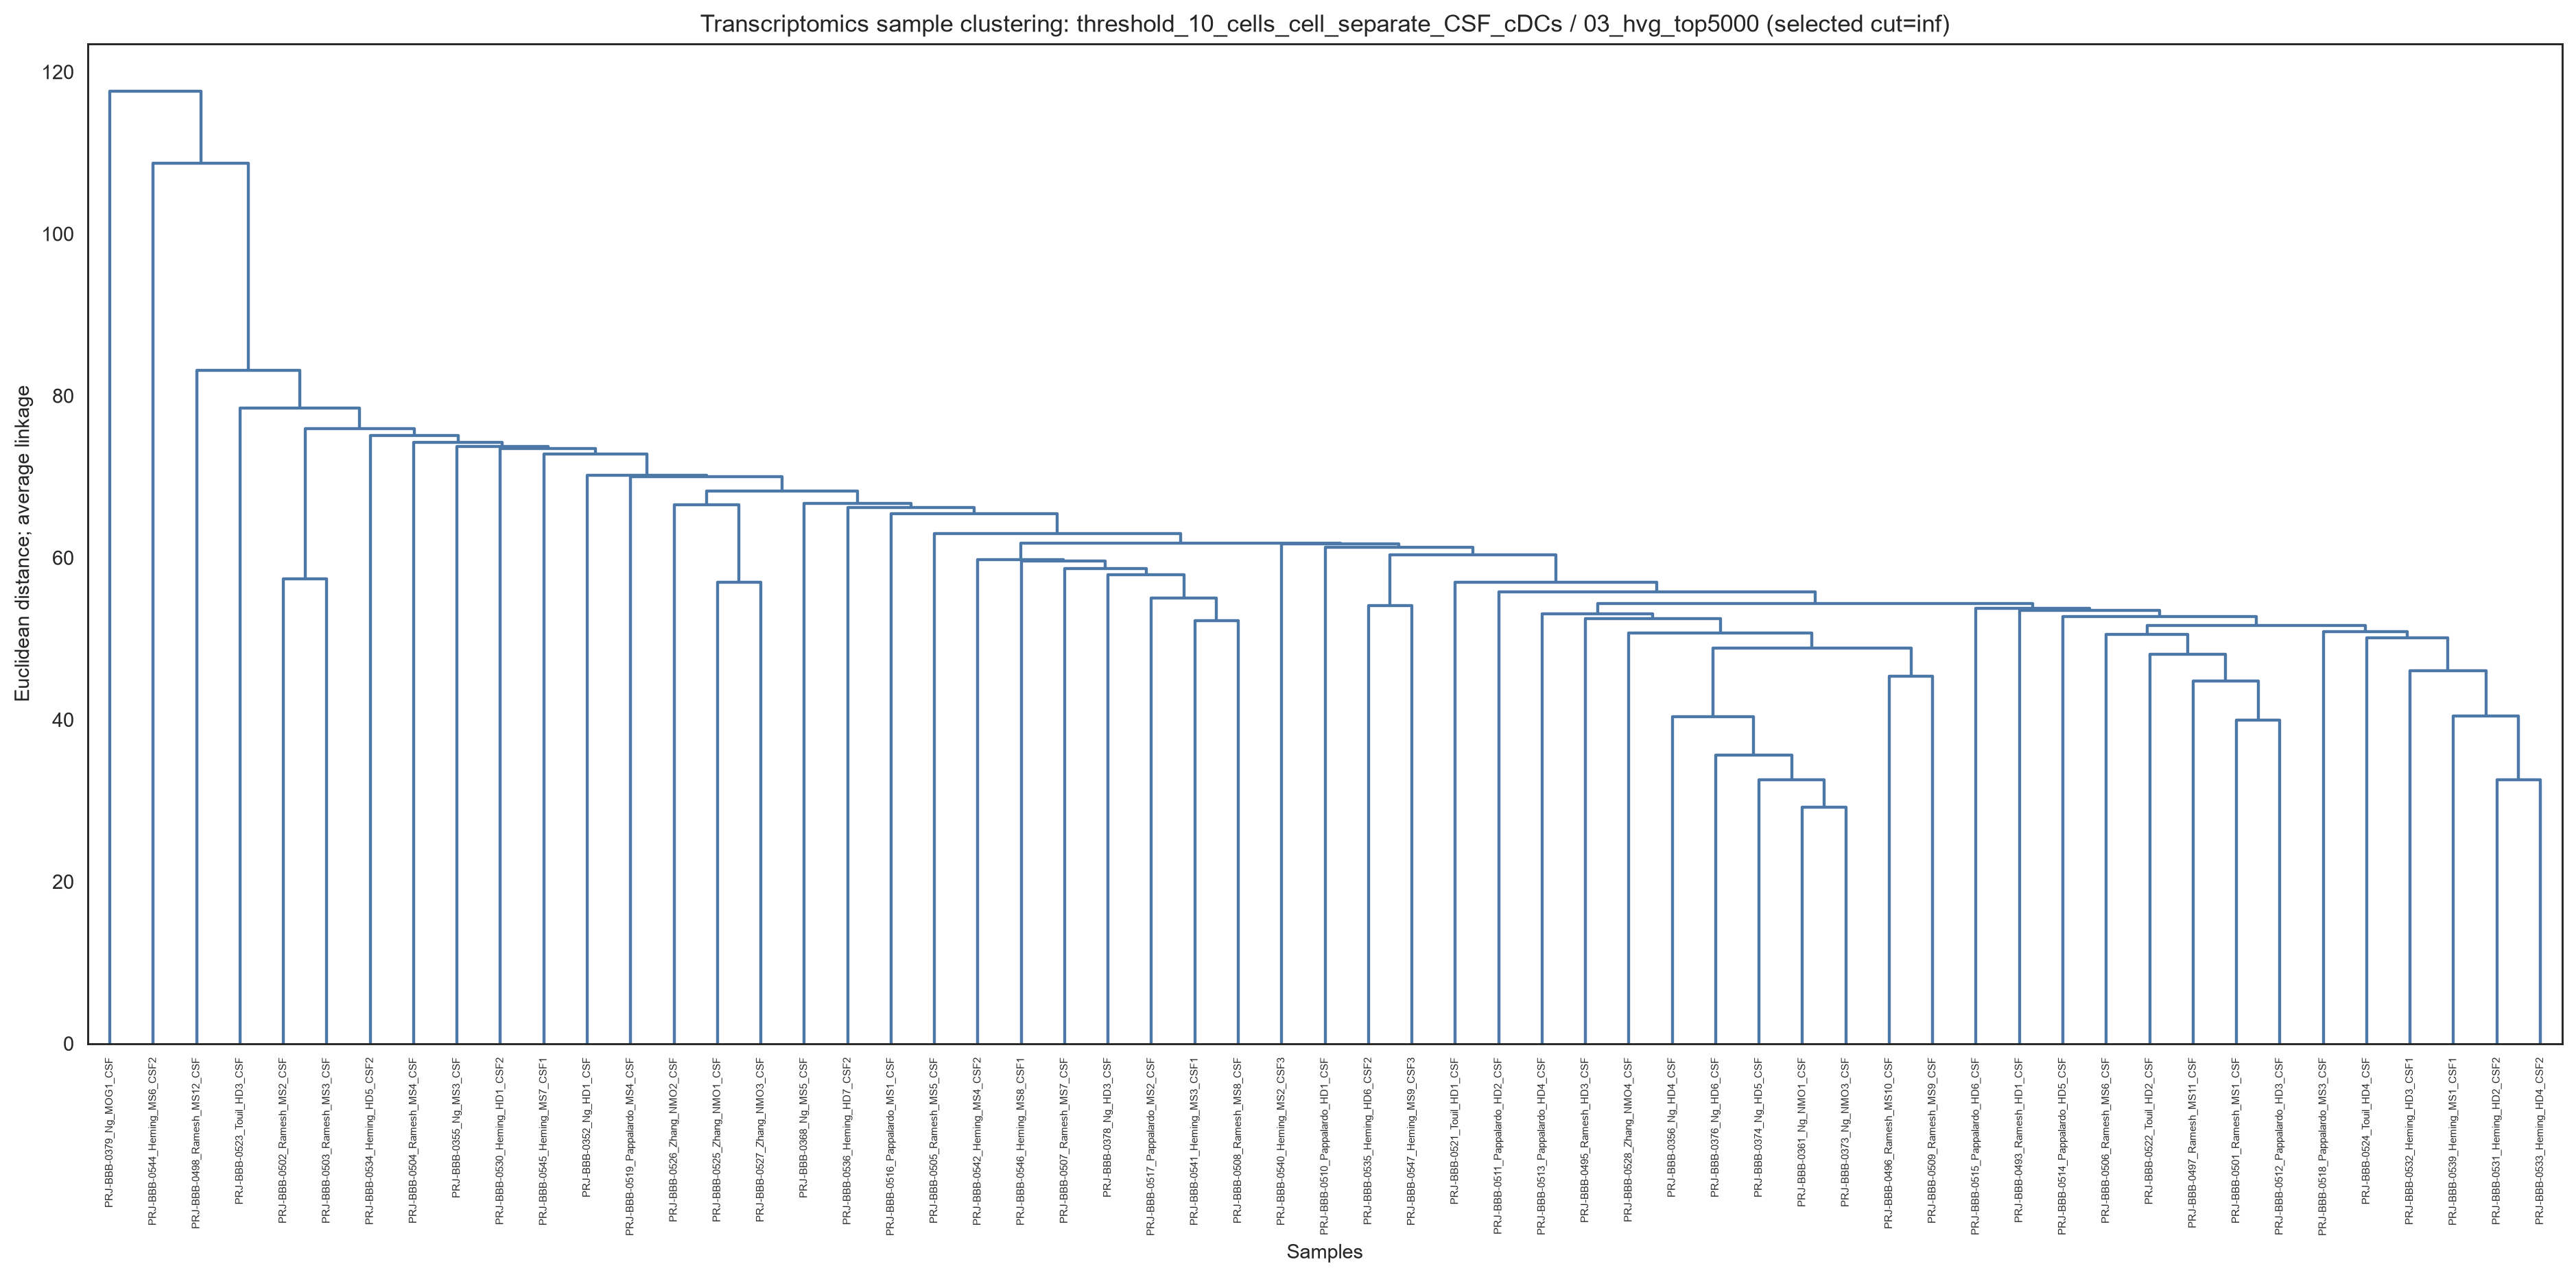 Transcriptomics sample clustering: threshold_10_cells_cell_separate_CSF_cDCs / 03_hvg_top5000 (selected cut=inf)
Euclidean distance; average linkage
120
100
80
60
40
20
0
PRJ-BBB-0379_Ng_MOG1_CSF
PRJ-BBB-0544_Heming_MS6_CSF2
PRJ-BBB-0498_Ramesh_MS12_CSF
PRJ-BBB-0523_Touil_HD3_CSF
PRJ-BBB-0502_Ramesh_MS2_CSF
PRJ-BBB-0503_Ramesh_MS3_CSF
PRJ-BBB-0534_Heming_HD5_CSF2
PRJ-BBB-0504_Ramesh_MS4_CSF
PRJ-BBB-0355_Ng_MS3_CSF
PRJ-BBB-0530_Heming_HD1_CSF2
PRJ-BBB-0545_Heming_MS7_CSF1
PRJ-BBB-0352_Ng_HD1_CSF
PRJ-BBB-0519_Pappalardo_MS4_CSF
PRJ-BBB-0526_Zhang_NMO2_CSF
PRJ-BBB-0525_Zhang_NMO1_CSF
PRJ-BBB-0527_Zhang_NMO3_CSF
PRJ-BBB-0368_Ng_MS5_CSF
PRJ-BBB-0536_Heming_HD7_CSF2
PRJ-BBB-0516_Pappalardo_MS1_CSF
PRJ-BBB-0505_Ramesh_MS5_CSF
PRJ-BBB-0542_Heming_MS4_CSF2
PRJ-BBB-0546_Heming_MS8_CSF1
PRJ-BBB-0507_Ramesh_MS7_CSF
PRJ-BBB-0378_Ng_HD3_CSF
PRJ-BBB-0517_Pappalardo_MS2_CSF
PRJ-BBB-0541_Heming_MS3_CSF1
PRJ-BBB-0508_Ramesh_MS8_CSF
PRJ-BBB-0540_Heming_MS2_CSF3
PRJ-BBB-0510_Pappalardo_HD1_CSF
PRJ-BBB-0535_Heming_HD6_CSF2
PRJ-BBB-0547_Heming_MS9_CSF3
PRJ-BBB-0521_Touil_HD1_CSF
PRJ-BBB-0511_Pappalardo_HD2_CSF
PRJ-BBB-0513_Pappalardo_HD4_CSF
PRJ-BBB-0495_Ramesh_HD3_CSF
PRJ-BBB-0528_Zhang_NMO4_CSF
PRJ-BBB-0356_Ng_HD4_CSF
PRJ-BBB-0376_Ng_HD6_CSF
PRJ-BBB-0374_Ng_HD5_CSF
PRJ-BBB-0361_Ng_NMO1_CSF
PRJ-BBB-0373_Ng_NMO3_CSF
PRJ-BBB-0496_Ramesh_MS10_CSF
PRJ-BBB-0509_Ramesh_MS9_CSF
PRJ-BBB-0515_Pappalardo_HD6_CSF
PRJ-BBB-0493_Ramesh_HD1_CSF
PRJ-BBB-0514_Pappalardo_HD5_CSF
PRJ-BBB-0506_Ramesh_MS6_CSF
PRJ-BBB-0522_Touil_HD2_CSF
PRJ-BBB-0497_Ramesh_MS11_CSF
PRJ-BBB-0501_Ramesh_MS1_CSF
PRJ-BBB-0512_Pappalardo_HD3_CSF
PRJ-BBB-0518_Pappalardo_MS3_CSF
PRJ-BBB-0524_Touil_HD4_CSF
PRJ-BBB-0532_Heming_HD3_CSF1
PRJ-BBB-0539_Heming_MS1_CSF1
PRJ-BBB-0531_Heming_HD2_CSF2
PRJ-BBB-0533_Heming_HD4_CSF2
Samples